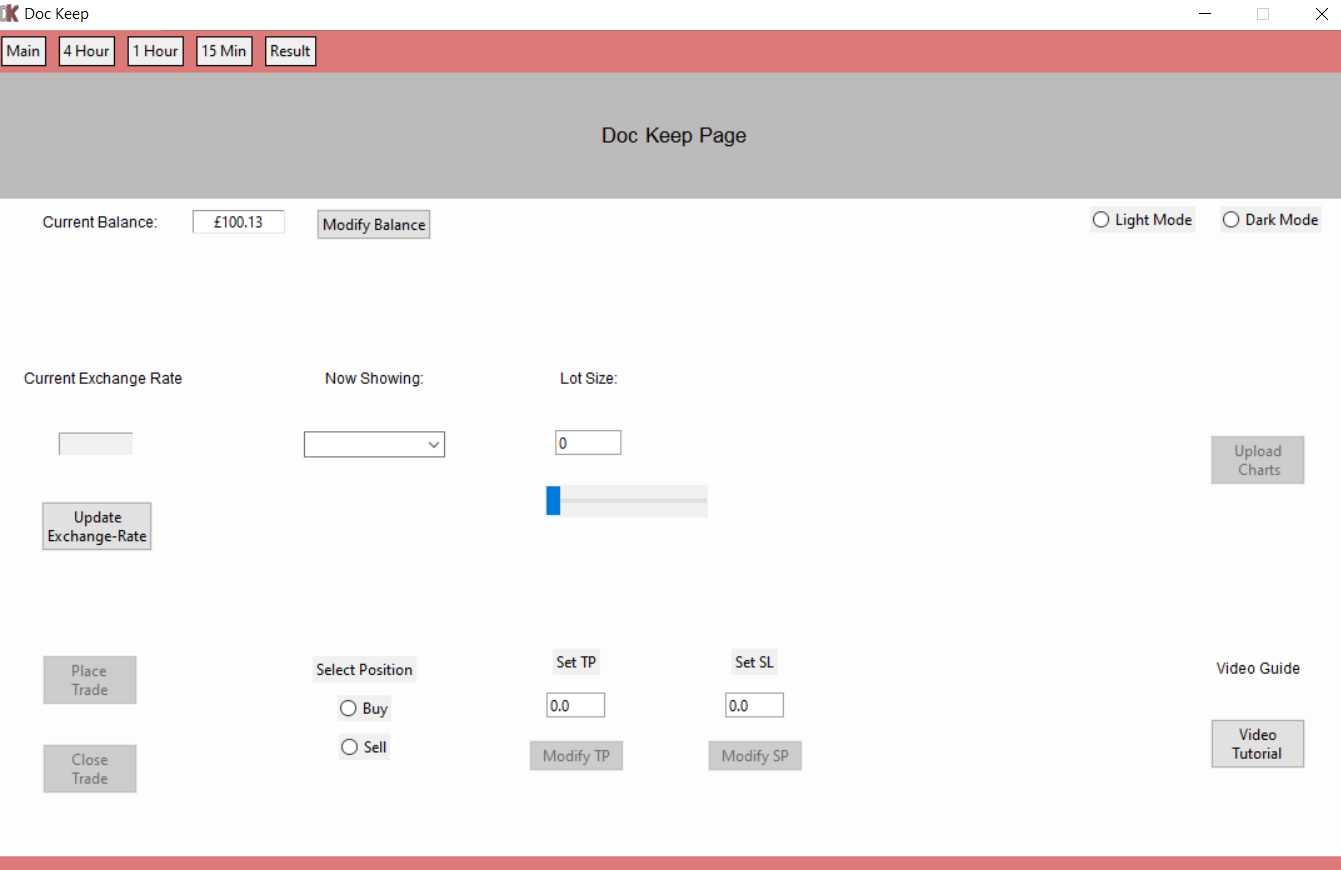 DK Doc Keep
Main 4 Hour 1 Hour 15 Min Result
Doc Keep Page
Current Balance: £100.13 Modify Balance Light Mode Dark Mode
Current Exchange Rate Now Showing: Lot Size:
0
Upload
Charts
Update
Exchange-Rate
Place
Trade
Select Position
Buy
Sell
Set TP
0.0
Modify TP
Set SL
0.0
Modify SP
Video Guide
Close
Trade
Video
Tutorial